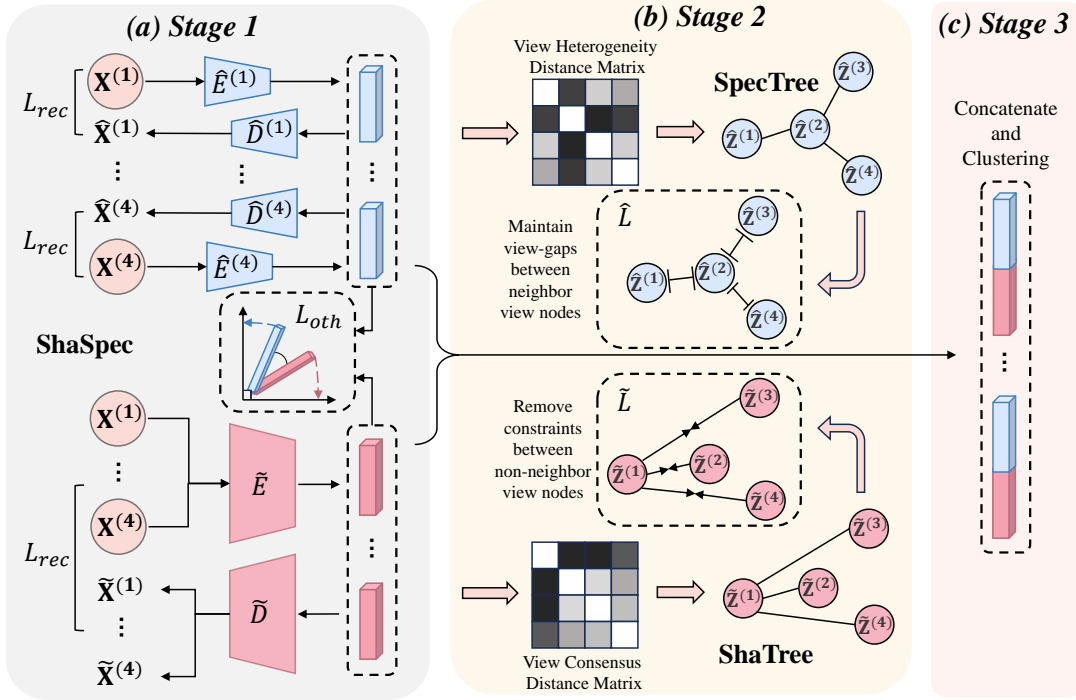 (a) Stage 1
X⁽¹⁾
Ê⁽¹⁾
L_rec
X̂⁽¹⁾
D̂⁽¹⁾
⋮
⋮
⋮
X̂⁽⁴⁾
D̂⁽⁴⁾
L_rec
X⁽⁴⁾
Ê⁽⁴⁾
L_oth
ShaSpec
X⁽¹⁾
⋮
X⁽⁴⁾
Ẽ
L_rec
X̃⁽¹⁾
⋮
X̃⁽⁴⁾
D̃
⋮
(b) Stage 2
View Heterogeneity
Distance Matrix
SpecTree
Ẑ⁽¹⁾
Ẑ⁽²⁾
Ẑ⁽³⁾
Ẑ⁽⁴⁾
Maintain
view-gaps
between
neighbor
view nodes
L̂
Ẑ⁽¹⁾
Ẑ⁽²⁾
Ẑ⁽³⁾
Ẑ⁽⁴⁾
Remove
constraints
between
non-neighbor
view nodes
L̃
Z̃⁽¹⁾
Z̃⁽²⁾
Z̃⁽³⁾
Z̃⁽⁴⁾
Z̃⁽¹⁾
Z̃⁽²⁾
Z̃⁽³⁾
Z̃⁽⁴⁾
ShaTree
View Consensus
Distance Matrix
(c) Stage 3
Concatenate
and
Clustering
⋮